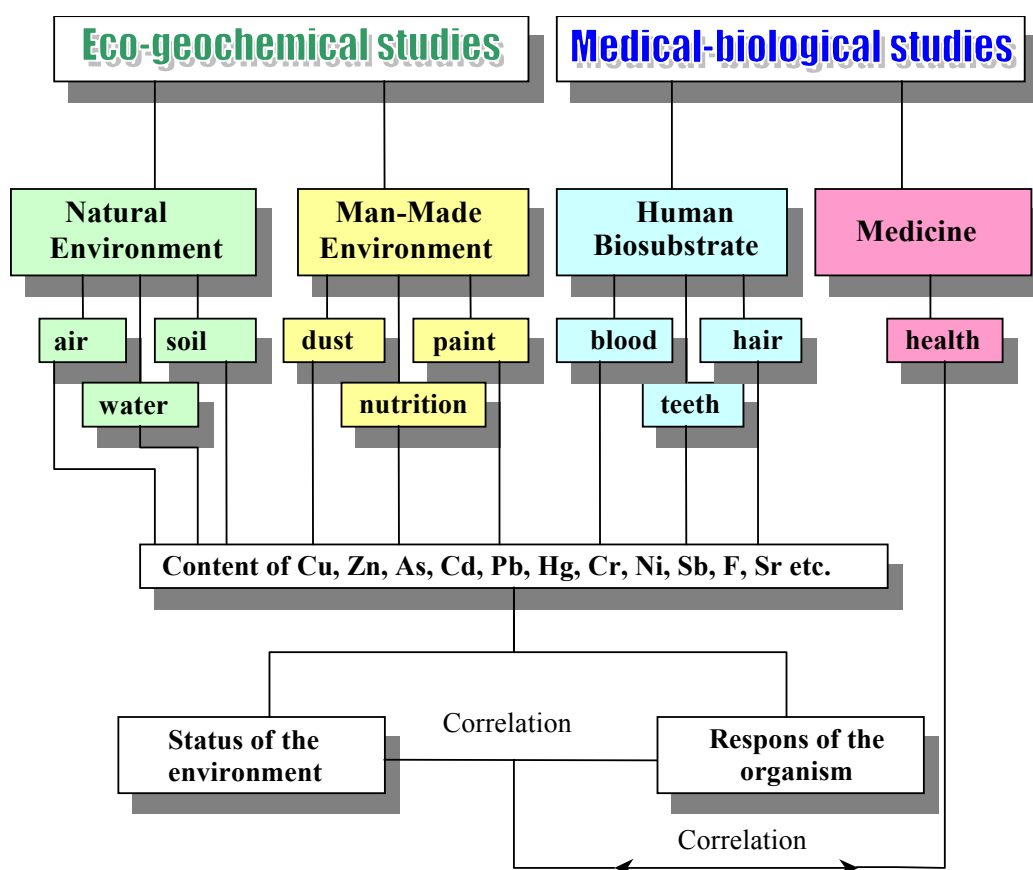 Eco-geochemical studies
Medical-biological studies
Natural
Environment
Man-Made
Environment
Human
Biosubstrate
Medicine
air
soil
water
dust
paint
nutrition
blood
hair
teeth
health
Content of Cu, Zn, As, Cd, Pb, Hg, Cr, Ni, Sb, F, Sr etc.
Status of the
environment
Correlation
Respons of the
organism
Correlation